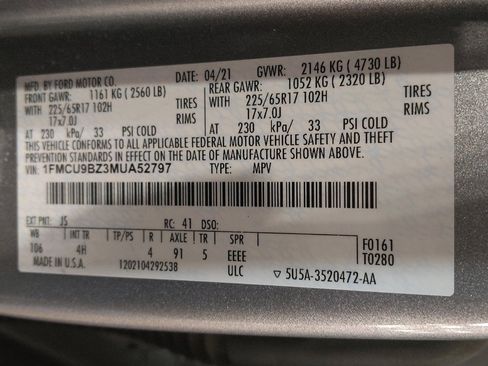 MFD. BY FORD MOTOR CO.
DATE: 04/21 GVWR: 2146 KG ( 4730 LB)
FRONT GAWR: 1161 KG ( 2560 LB)
REAR GAWR: 1052 KG ( 2320 LB)
WITH 225/65R17 102H TIRES
17x7.0J RIMS
AT 230 kPa/ 33 PSI COLD
WITH 225/65R17 102H TIRES
17x7.0J RIMS
AT 230 kPa/ 33 PSI COLD
THIS VEHICLE CONFORMS TO ALL APPLICABLE FEDERAL MOTOR VEHICLE SAFETY AND THEFT
PREVENTION STANDARDS IN EFFECT ON THE DATE OF MANUFACTURE SHOWN ABOVE.
VIN: 1FMCU9BZ3MUA52797 TYPE: MPV
EXT PNT: JS RC: 41 DSO:
WB INT TR TP/PS R AXLE TR SPR
106 4H 4 91 5 EEEE
F0161
T0280
MADE IN U.S.A. 1202104292538 ULC
5U5A-3520472-AA